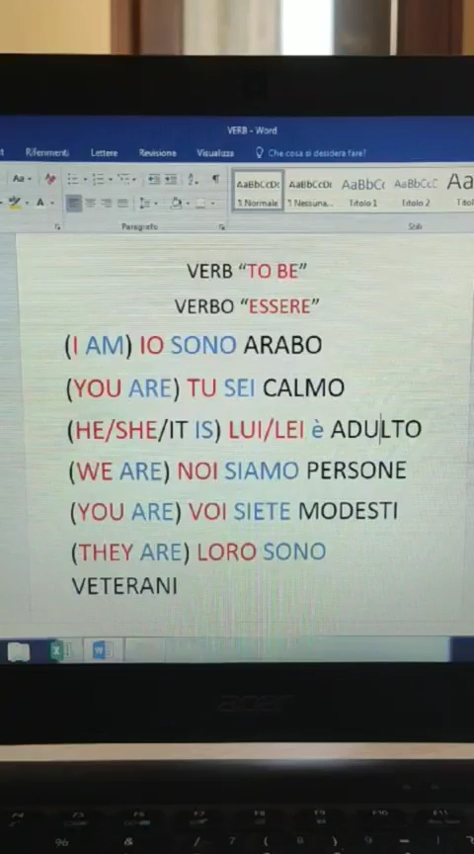 VERB - Word
Riferimenti Lettere Revisione Visualizza Che cosa si desidera fare?
Aa
AaBbCcDc AaBbCcDc AaBbCc AaBbCcC Aa
A
1 Normale 1 Nessuna... Titolo 1 Titolo 2
Paragrafo Stili
VERB “TO BE”
VERBO “ESSERE”
(I AM) IO SONO ARABO
(YOU ARE) TU SEI CALMO
(HE/SHE/IT IS) LUI/LEI è ADULTO
(WE ARE) NOI SIAMO PERSONE
(YOU ARE) VOI SIETE MODESTI
(THEY ARE) LORO SONO
VETERANI
acer